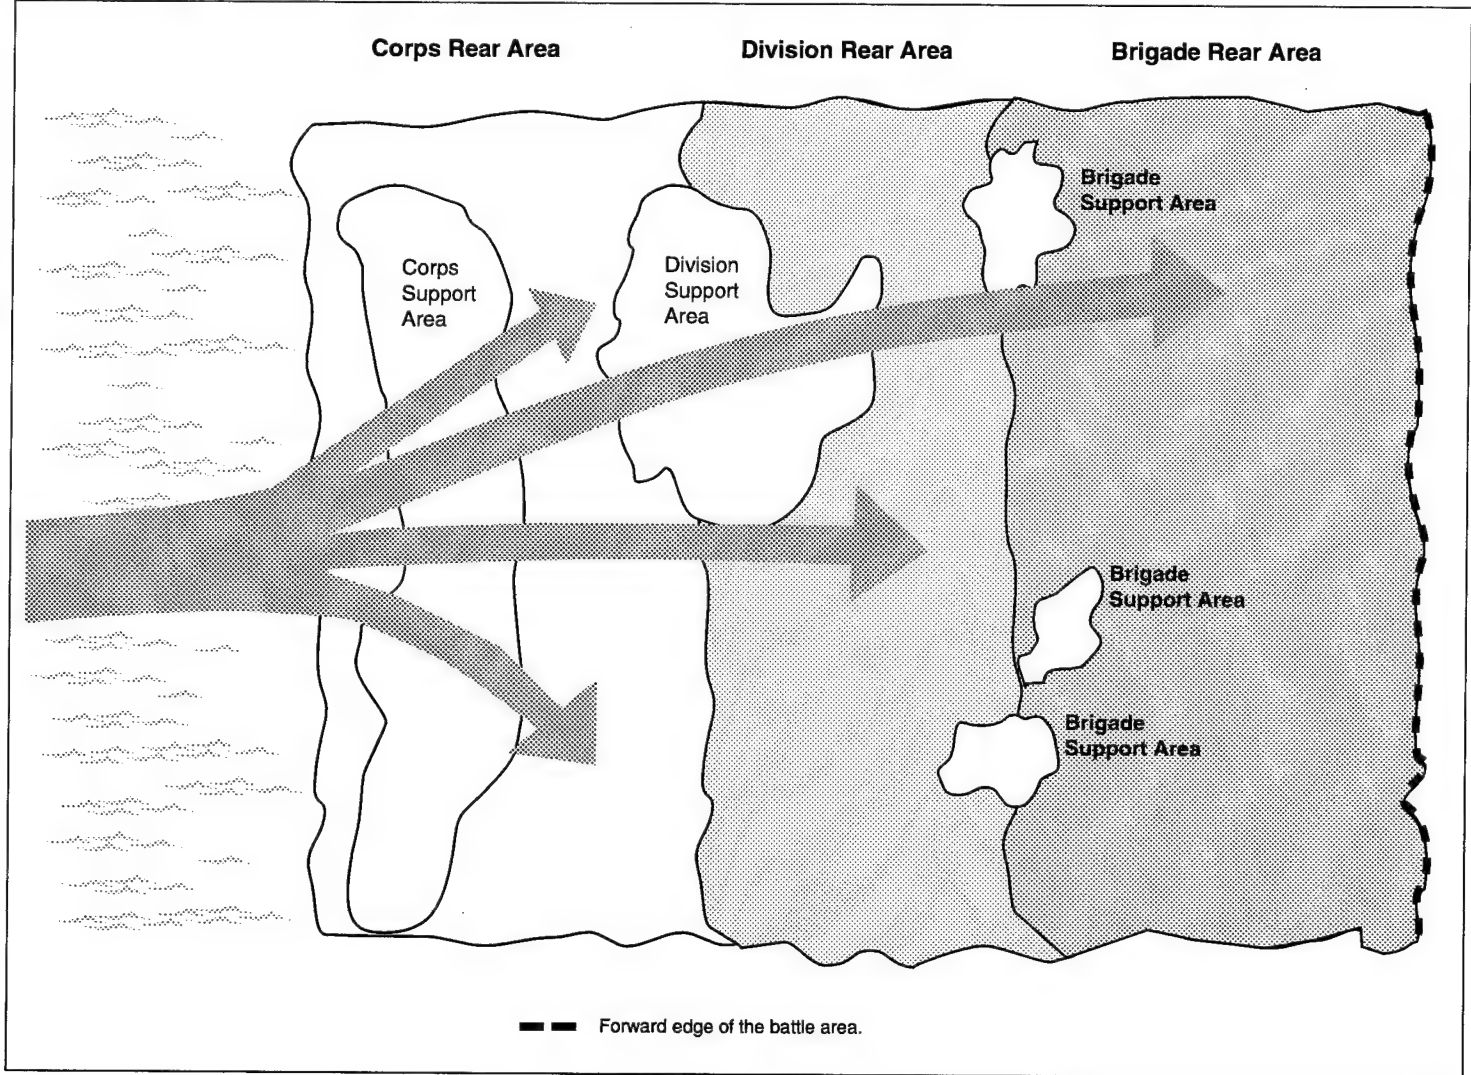 Corps Rear Area
Division Rear Area
Brigade Rear Area
Brigade
Support Area
Corps
Support
Area
Division
Support
Area
Brigade
Support Area
Brigade
Support Area
Forward edge of the battle area.